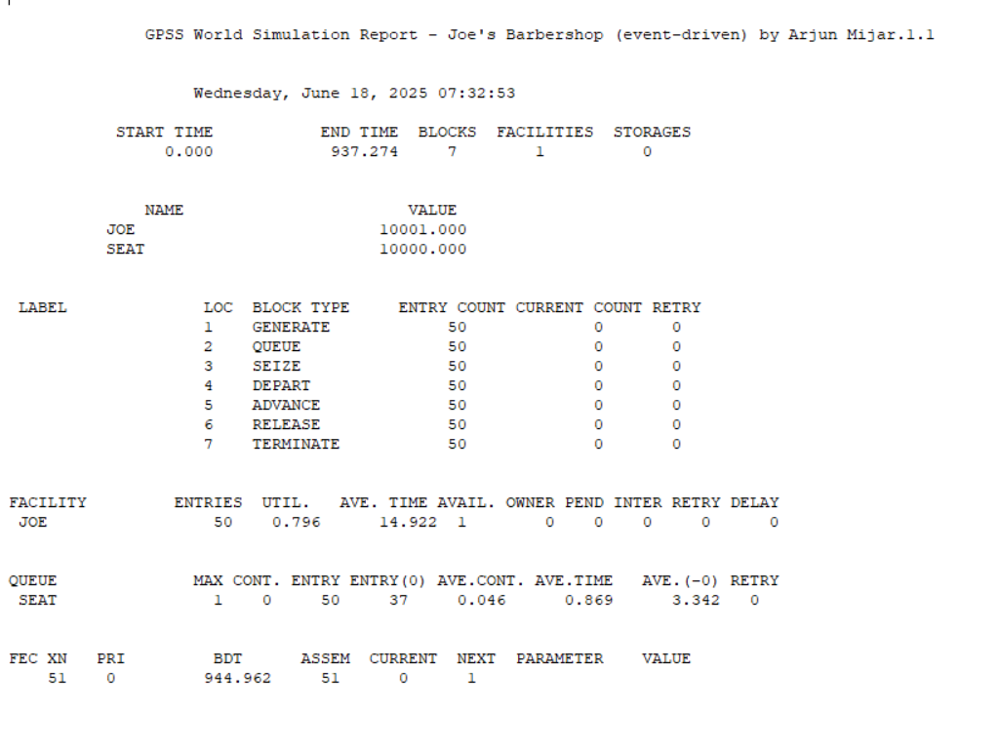 GPSS World Simulation Report - Joe's Barbershop (event-driven) by Arjun Mijar.1.1
Wednesday, June 18, 2025 07:32:53
START TIME END TIME BLOCKS FACILITIES STORAGES
0.000 937.274 7 1 0
NAME VALUE
JOE 10001.000
SEAT 10000.000
LABEL LOC BLOCK TYPE ENTRY COUNT CURRENT COUNT RETRY
1 GENERATE 50 0 0
2 QUEUE 50 0 0
3 SEIZE 50 0 0
4 DEPART 50 0 0
5 ADVANCE 50 0 0
6 RELEASE 50 0 0
7 TERMINATE 50 0 0
FACILITY ENTRIES UTIL. AVE. TIME AVAIL. OWNER PEND INTER RETRY DELAY
JOE 50 0.796 14.922 1 0 0 0 0 0
QUEUE MAX CONT. ENTRY ENTRY(0) AVE.CONT. AVE.TIME AVE.(-0) RETRY
SEAT 1 0 50 37 0.046 0.869 3.342 0
FEC XN PRI BDT ASSEM CURRENT NEXT PARAMETER VALUE
51 0 944.962 51 0 1